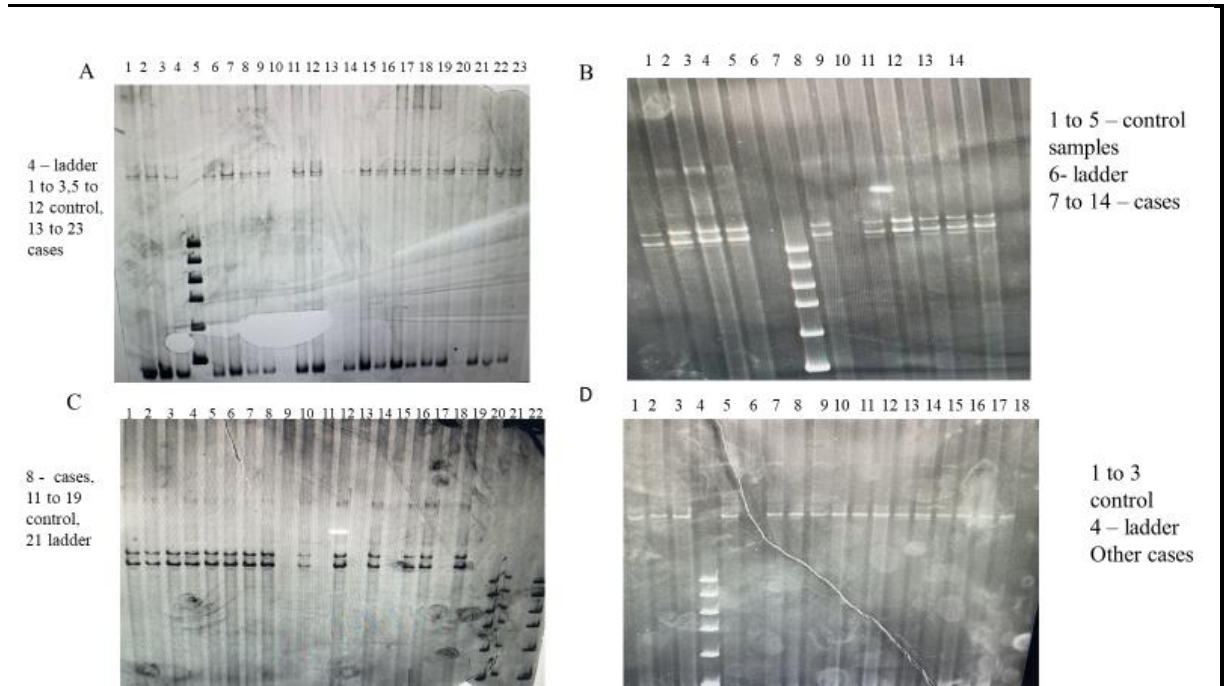 A
1 2 3 4 5 6 7 8 9 10 11 12 13 14 15 16 17 18 19 20 21 22 23
4 – ladder
1 to 3,5 to
12 control,
13 to 23
cases
B
1 2 3 4 5 6 7 8 9 10 11 12 13 14
1 to 5 – control
samples
6- ladder
7 to 14 – cases
C
1 2 3 4 5 6 7 8 9 10 11 12 13 14 15 16 17 18 19 20 21 22
8 - cases,
11 to 19
control,
21 ladder
D
1 2 3 4 5 6 7 8 9 10 11 12 13 14 15 16 17 18
1 to 3
control
4 – ladder
Other cases